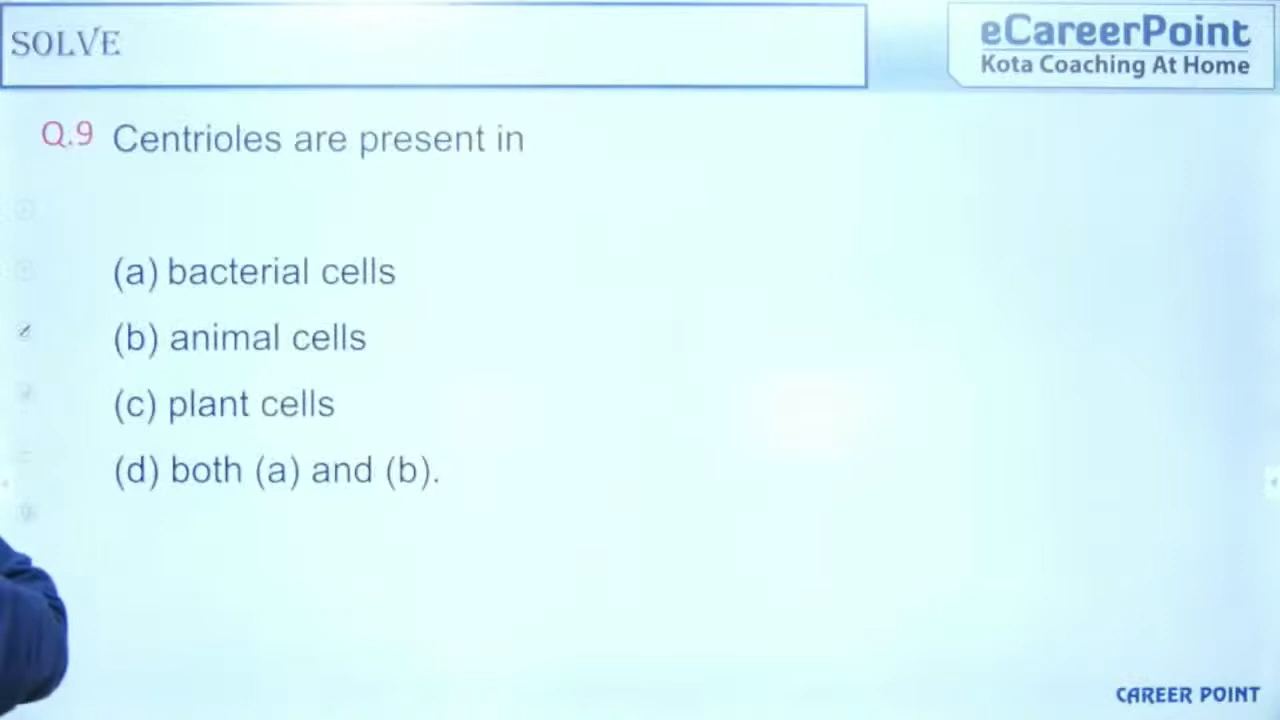 SOLVE
eCareerPoint
Kota Coaching At Home
Q.9 Centrioles are present in
(a) bacterial cells
(b) animal cells
(c) plant cells
(d) both (a) and (b).
CAREER POINT